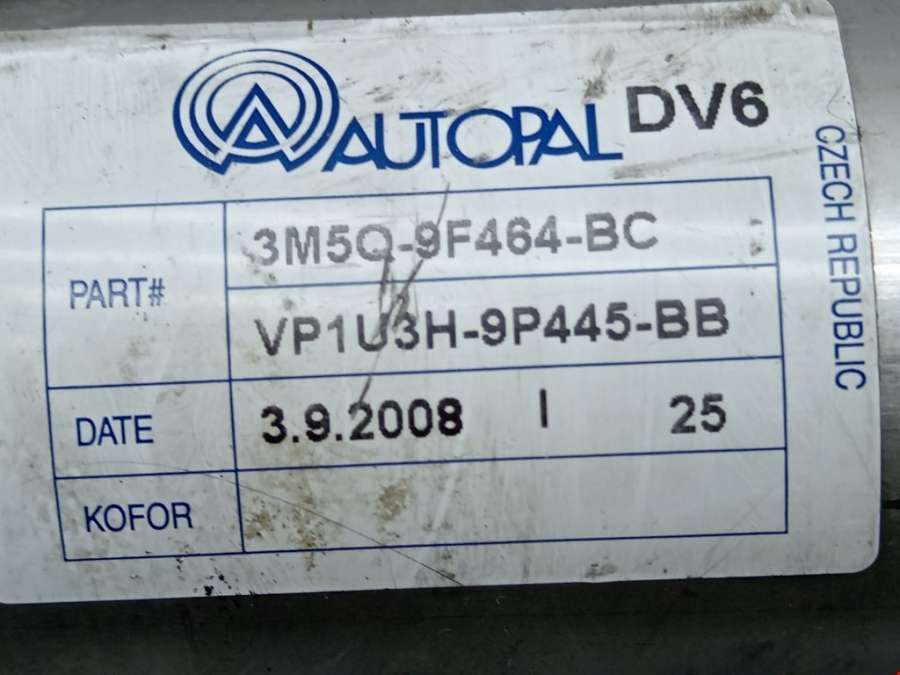 AUTOPAL DV6
CZECH REPUBLIC
PART#
3M5Q-9F464-BC
VP1U3H-9P445-BB
DATE
3.9.2008 I 25
KOFOR